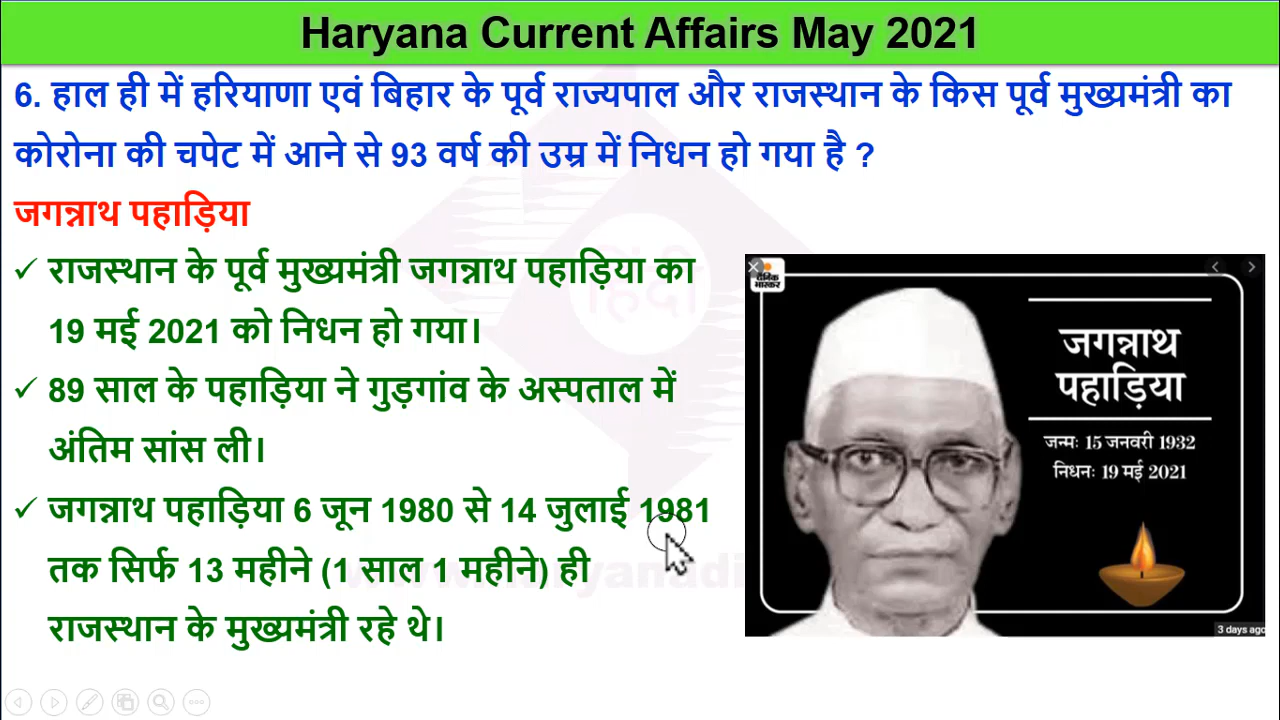 Haryana Current Affairs May 2021
6. हाल ही में हरियाणा एवं बिहार के पूर्व राज्यपाल और राजस्थान के किस पूर्व मुख्यमंत्री का
कोरोना की चपेट में आने से 93 वर्ष की उम्र में निधन हो गया है ?
जगन्नाथ पहाड़िया
✓ राजस्थान के पूर्व मुख्यमंत्री जगन्नाथ पहाड़िया का
19 मई 2021 को निधन हो गया।
✓ 89 साल के पहाड़िया ने गुड़गांव के अस्पताल में
अंतिम सांस ली।
✓ जगन्नाथ पहाड़िया 6 जून 1980 से 14 जुलाई 1981
तक सिर्फ 13 महीने (1 साल 1 महीने) ही
राजस्थान के मुख्यमंत्री रहे थे।
हिंदी
दैनिक
भास्कर
जगन्नाथ
पहाड़िया
जन्मः 15 जनवरी 1932
निधनः 19 मई 2021
3 days ago